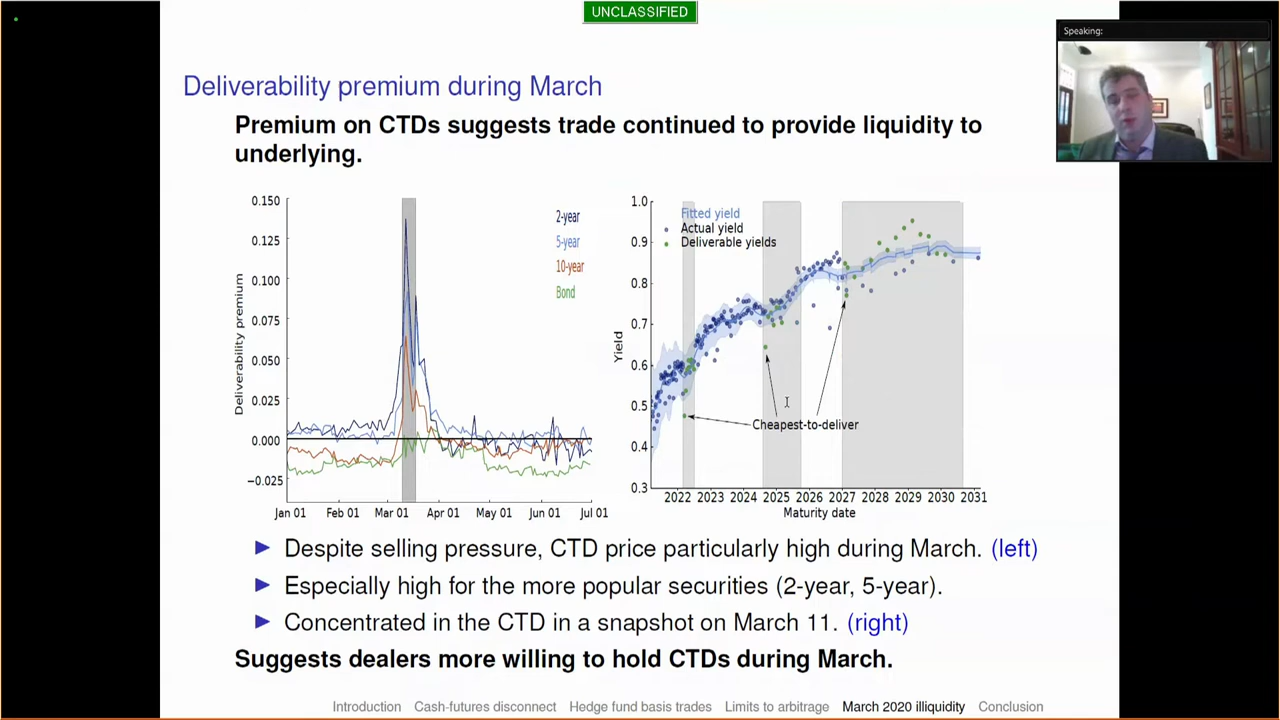 UNCLASSIFIED
Speaking:
Deliverability premium during March
Premium on CTDs suggests trade continued to provide liquidity to
underlying.
0.150
0.125
0.100
0.075
0.050
0.025
0.000
−0.025
Deliverability premium
2-year
5-year
10-year
Bond
Jan 01 Feb 01 Mar 01 Apr 01 May 01 Jun 01 Jul 01
1.0
0.9
0.8
0.7
0.6
0.5
0.4
0.3
Yield
Fitted yield
Actual yield
Deliverable yields
Cheapest-to-deliver
2022 2023 2024 2025 2026 2027 2028 2029 2030 2031
Maturity date
Despite selling pressure, CTD price particularly high during March. (left)
Especially high for the more popular securities (2-year, 5-year).
Concentrated in the CTD in a snapshot on March 11. (right)
Suggests dealers more willing to hold CTDs during March.
Introduction Cash-futures disconnect Hedge fund basis trades Limits to arbitrage March 2020 illiquidity Conclusion